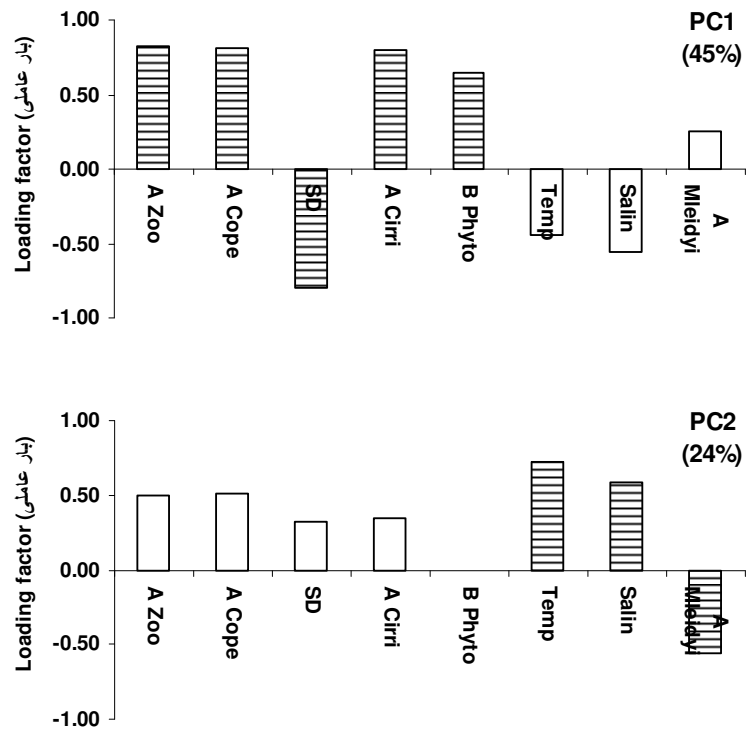 1.00
0.50
0.00
-0.50
-1.00
Loading factor (بار عاملی)
PC1
(45%)
A Zoo
A Cope
SD
A Cirri
B Phyto
Temp
Salin
A
Mleidyi
1.00
0.50
0.00
-0.50
-1.00
Loading factor (بار عاملی)
PC2
(24%)
A Zoo
A Cope
SD
A Cirri
B Phyto
Temp
Salin
A
Mleidyi